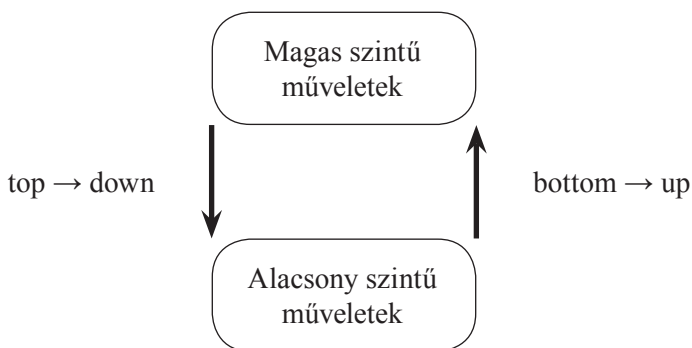 Magas szintű
műveletek
top → down
bottom → up
Alacsony szintű
műveletek